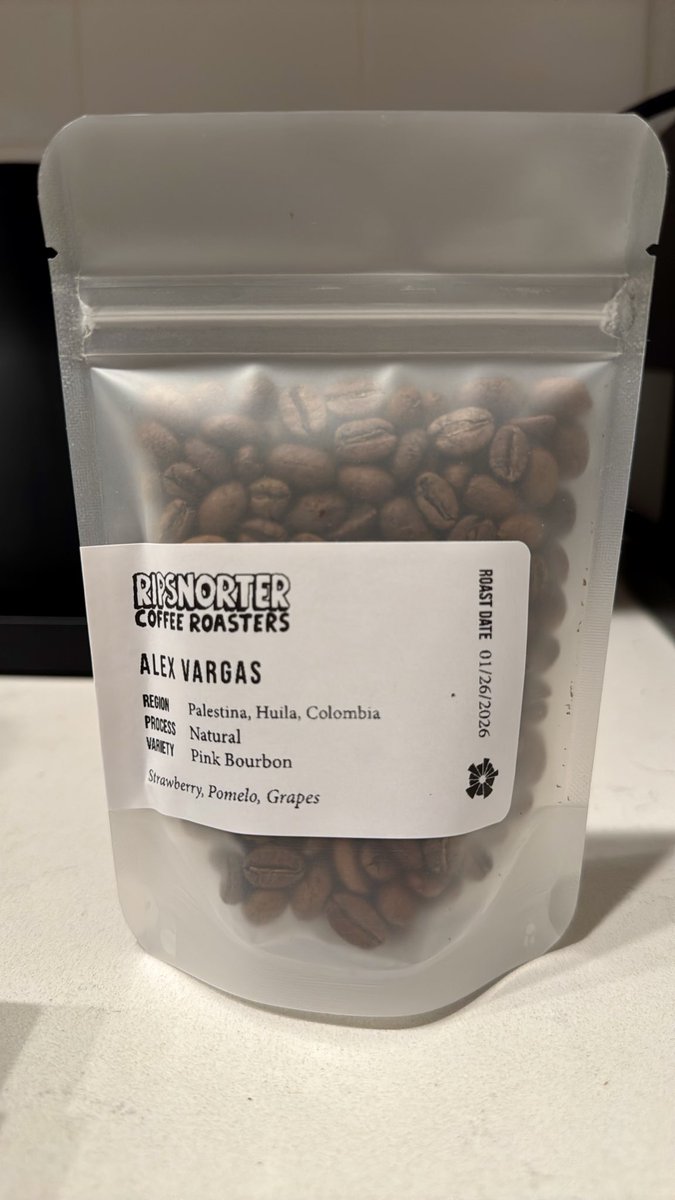 RIPSNORTER
COFFEE ROASTERS
ALEX VARGAS
REGION Palestina, Huila, Colombia
PROCESS Natural
VARIETY Pink Bourbon
Strawberry, Pomelo, Grapes
ROAST DATE 01/26/2026